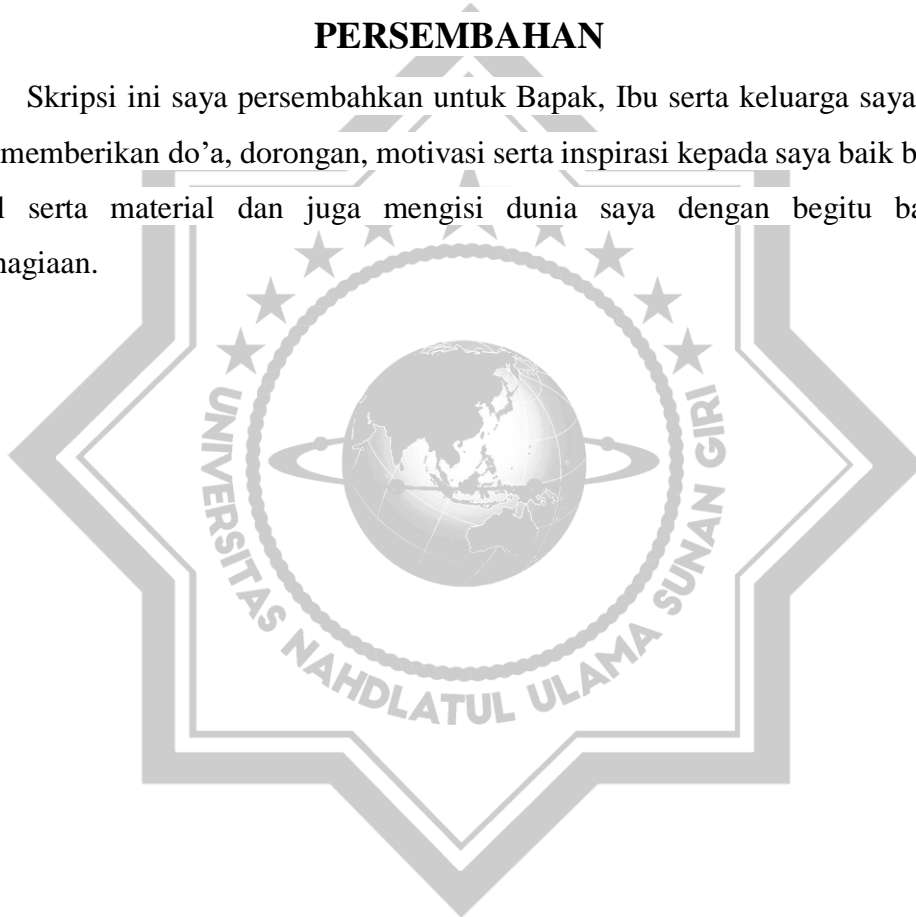 PERSEMBAHAN
Skripsi ini saya persembahkan untuk Bapak, Ibu serta keluarga saya
memberikan do’a, dorongan, motivasi serta inspirasi kepada saya baik
serta material dan juga mengisi dunia saya dengan begitu
UNIVERSITAS NAHDLATUL ULAMA SUNAN GIRI